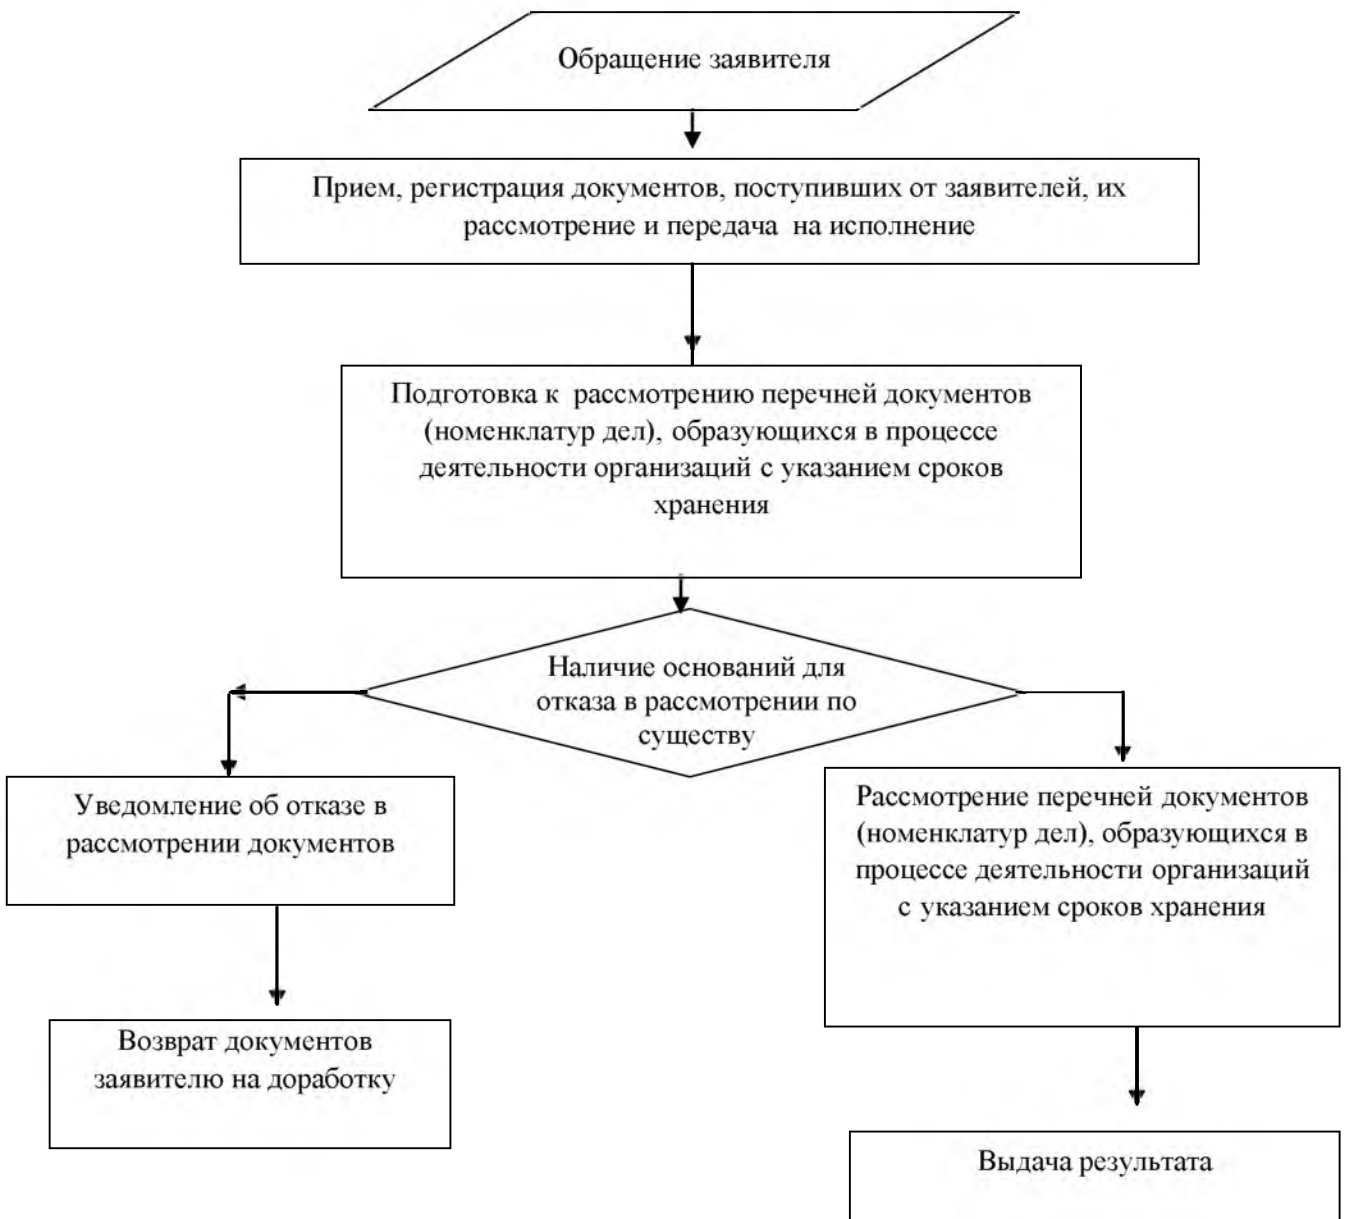 Обращение заявителя
Прием, регистрация документов, поступивших от заявителей, их
рассмотрение и передача на исполнение
Подготовка к рассмотрению перечней документов
(номенклатур дел), образующихся в процессе
деятельности организаций с указанием сроков
хранения
Наличие оснований для
отказа в рассмотрении по
существу
Уведомление об отказе в
рассмотрении документов
Рассмотрение перечней документов
(номенклатур дел), образующихся в
процессе деятельности организаций
с указанием сроков хранения
Возврат документов
заявителю на доработку
Выдача результата